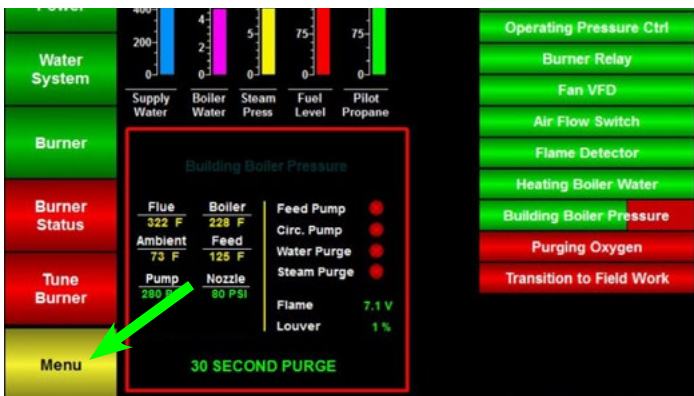 Power
Water
System
Burner
Burner
Status
Tune
Burner
Menu
400
200
0
4
2
0
5
0
75
0
75
0
Supply
Water
Boiler
Water
Steam
Press
Fuel
Level
Pilot
Propane
Building Boiler Pressure
Flue
322 F
Boiler
228 F
Ambient
73 F
Feed
125 F
Pump
280 PSI
Nozzle
80 PSI
Feed Pump
Circ. Pump
Water Purge
Steam Purge
Flame 7.1 V
Louver 1 %
30 SECOND PURGE
Operating Pressure Ctrl
Burner Relay
Fan VFD
Air Flow Switch
Flame Detector
Heating Boiler Water
Building Boiler Pressure
Purging Oxygen
Transition to Field Work